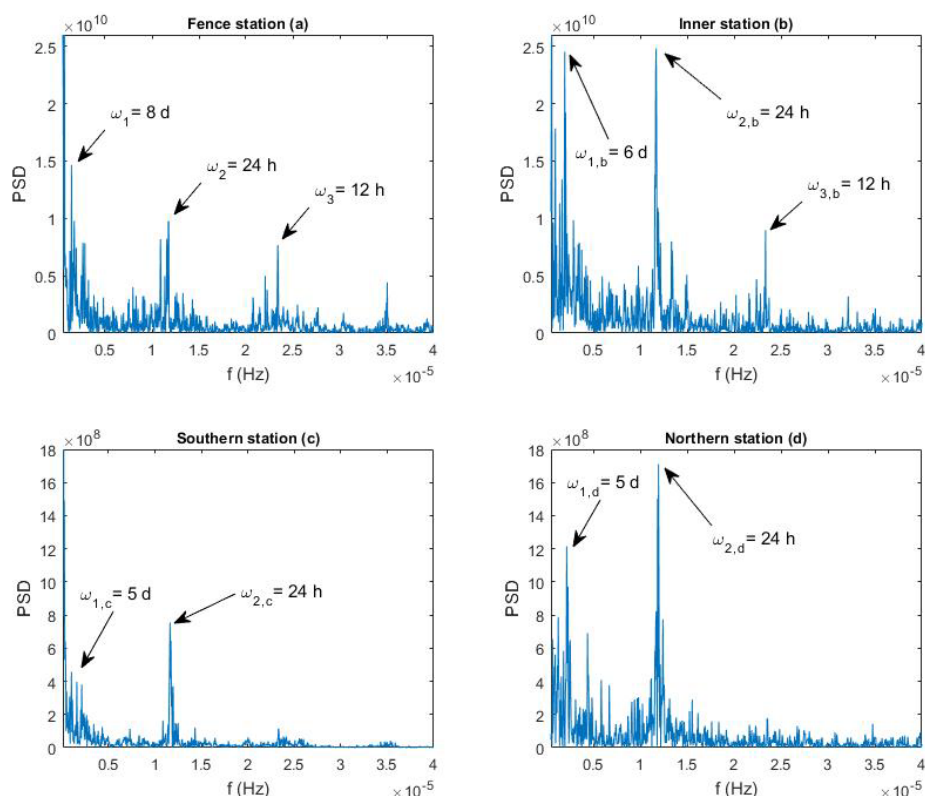 Fence station (a)
×10^10
2.5
2
1.5
1
0.5
0
PSD
ω1= 8 d
ω2= 24 h
ω3= 12 h
0.5 1 1.5 2 2.5 3 3.5 4
f (Hz)
×10^-5
Inner station (b)
×10^10
2.5
2
1.5
1
0.5
0
PSD
ω2,b= 24 h
ω1,b= 6 d
ω3,b= 12 h
0.5 1 1.5 2 2.5 3 3.5 4
f (Hz)
×10^-5
Southern station (c)
×10^8
18
16
14
12
10
8
6
4
2
0
PSD
ω1,c= 5 d
ω2,c= 24 h
0.5 1 1.5 2 2.5 3 3.5 4
f (Hz)
×10^-5
Northern station (d)
×10^8
18
16
14
12
10
8
6
4
2
0
PSD
ω1,d= 5 d
ω2,d= 24 h
0.5 1 1.5 2 2.5 3 3.5 4
f (Hz)
×10^-5